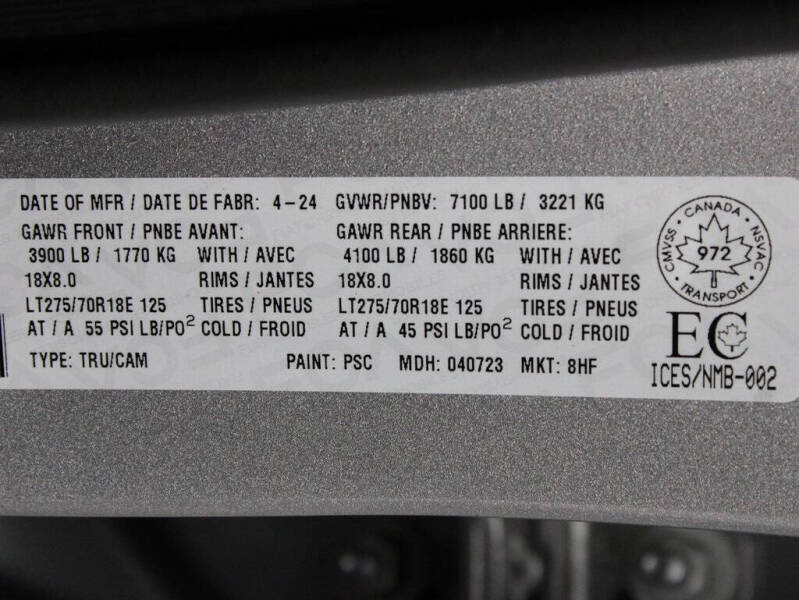 DATE OF MFR / DATE DE FABR: 4-24 GVWR/PNBV: 7100 LB / 3221 KG
GAWR FRONT / PNBE AVANT: GAWR REAR / PNBE ARRIERE:
3900 LB / 1770 KG WITH / AVEC 4100 LB / 1860 KG WITH / AVEC
18X8.0 RIMS / JANTES 18X8.0 RIMS / JANTES
LT275/70R18E 125 TIRES / PNEUS LT275/70R18E 125 TIRES / PNEUS
AT / A 55 PSI LB/PO² COLD / FROID AT / A 45 PSI LB/PO² COLD / FROID
TYPE: TRU/CAM PAINT: PSC MDH: 040723 MKT: 8HF
CMVSS · CANADA · NSVAC
972
TRANSPORT
EC
ICES/NMB-002